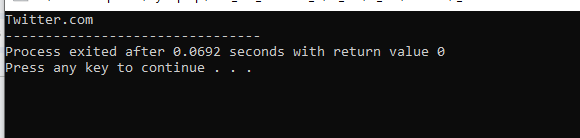 Twitter.com
--------------------------------
Process exited after 0.0692 seconds with return value 0
Press any key to continue . . .